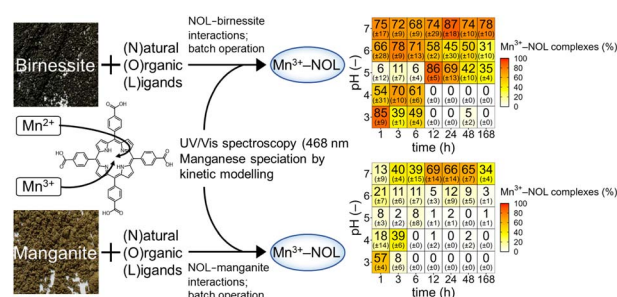 Birnessite
(N)atural
(O)rganic
(L)igands
NOL–birnessite
interactions;
batch operation
Mn³⁺–NOL
Mn²⁺
Mn³⁺
UV/Vis spectroscopy (468 nm
Manganese speciation by
kinetic modelling
Manganite
(N)atural
(O)rganic
(L)igands
NOL–manganite
interactions;
batch operation
Mn³⁺–NOL
pH (–)
7 75 72 68 74 87 74 78
(±17) (±9) (±9) (±29) (±18) (±10) (±10)
6 66 78 71 58 45 50 31
(±28) (±9) (±13) (±2) (±30) (±10) (±10)
5 6 11 6 86 69 42 35
(±12) (±7) (±4) (±5) (±13) (±10) (±4)
4 54 70 61 0 0 0 0
(±31) (±10) (±6) (±0) (±0) (±0) (±0)
3 85 39 49 0 0 5 0
(±9) (±1) (±4) (±0) (±0) (±2) (±0)
1 3 6 12 24 48 168
time (h)
Mn³⁺–NOL complexes (%)
100
80
60
40
20
0
pH (–)
7 13 40 39 69 66 65 34
(±9) (±4) (±15) (±14) (±14) (±7) (±4)
6 21 11 11 5 12 9 3
(±7) (±6) (±7) (±3) (±9) (±5) (±1)
5 8 2 8 1 2 0 1
(±3) (±2) (±8) (±1) (±2) (±0) (±1)
4 18 39 0 1 0 2 0
(±14) (±6) (±0) (±2) (±0) (±2) (±0)
3 57 8 0 0 0 0 0
(±4) (±6) (±0) (±0) (±0) (±0) (±0)
1 3 6 12 24 48 168
time (h)
Mn³⁺–NOL complexes (%)
100
80
60
40
20
0